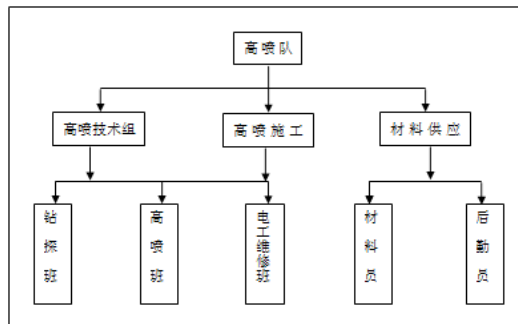 高喷队
高喷技术组
高喷施工
材料供应
钻探班
高喷班
电工维修班
材料员
后勤员